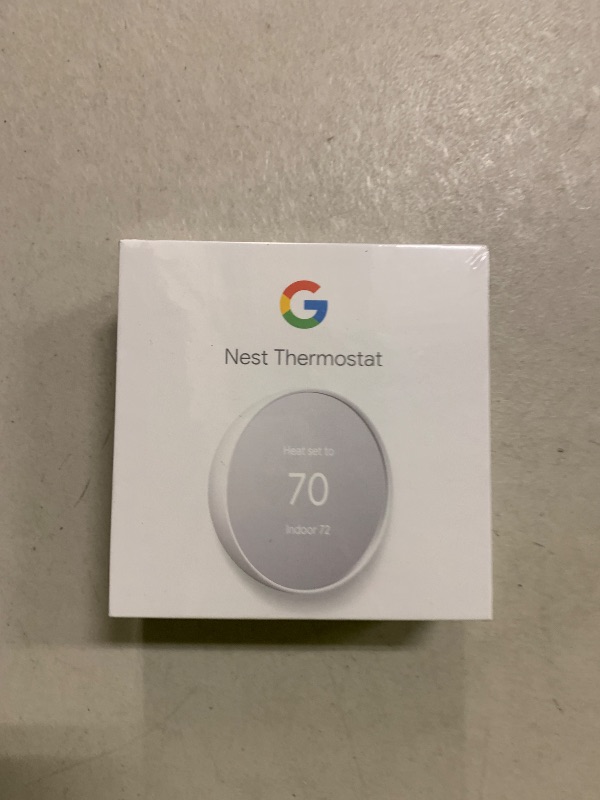 G
Nest Thermostat
Heat set to
70
Indoor 72